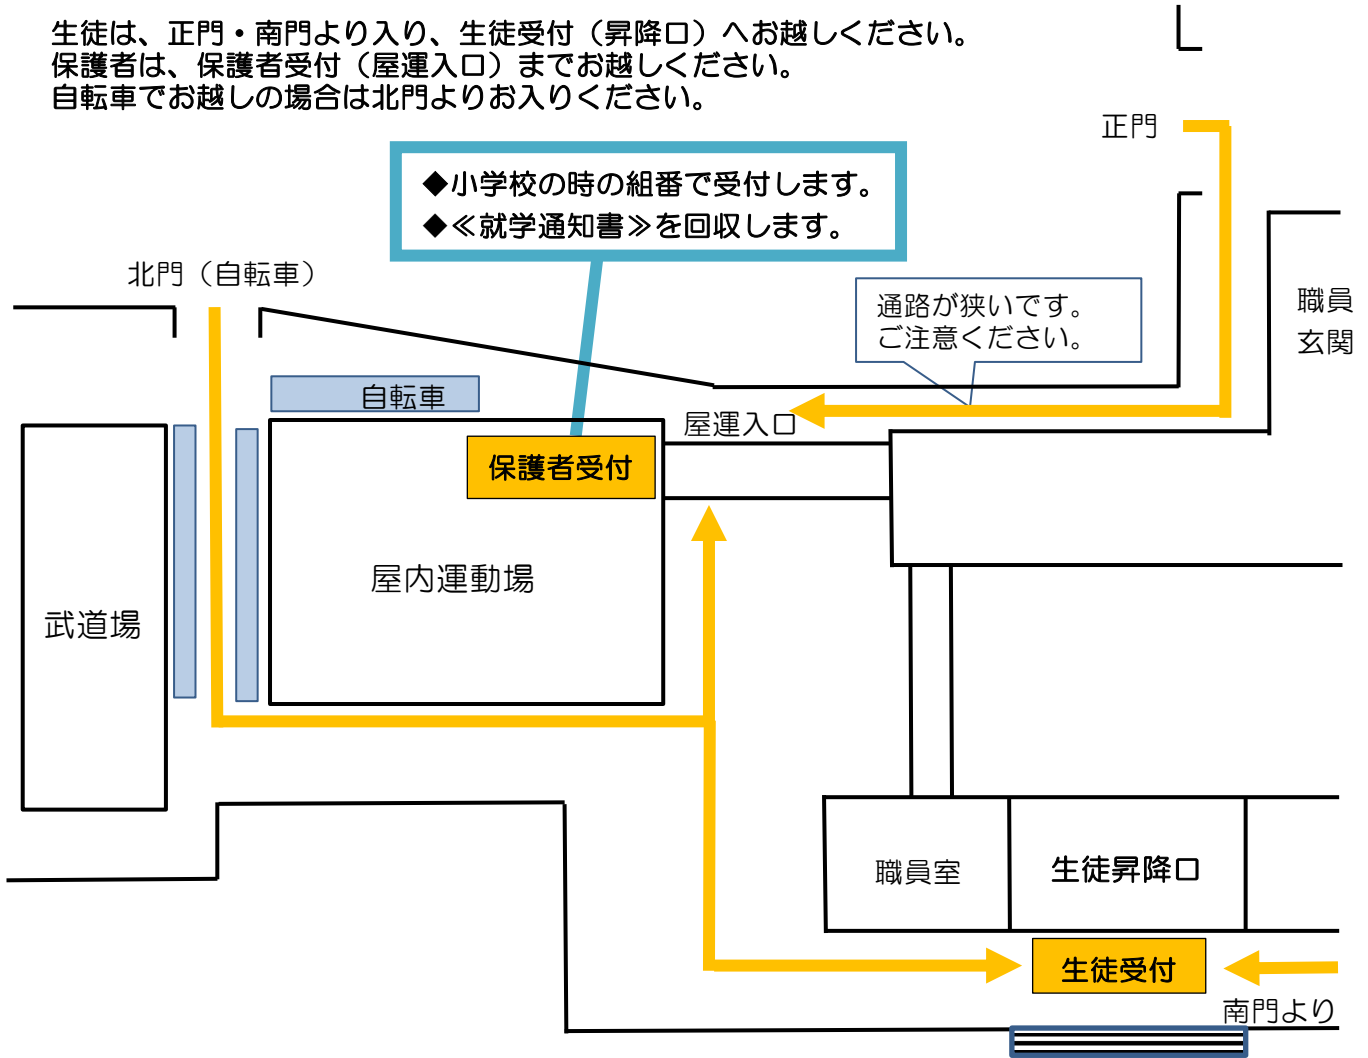 生徒は、正門・南門より入り、生徒受付（昇降口）へお越しください。
保護者は、保護者受付（屋運入口）までお越しください。
自転車でお越しの場合は北門よりお入りください。
正門
◆小学校の時の組番で受付します。
◆≪就学通知書≫を回収します。
北門（自転車）
通路が狭いです。
ご注意ください。
職員
玄関
自転車
屋運入口
保護者受付
屋内運動場
武道場
職員室
生徒昇降口
生徒受付
南門より